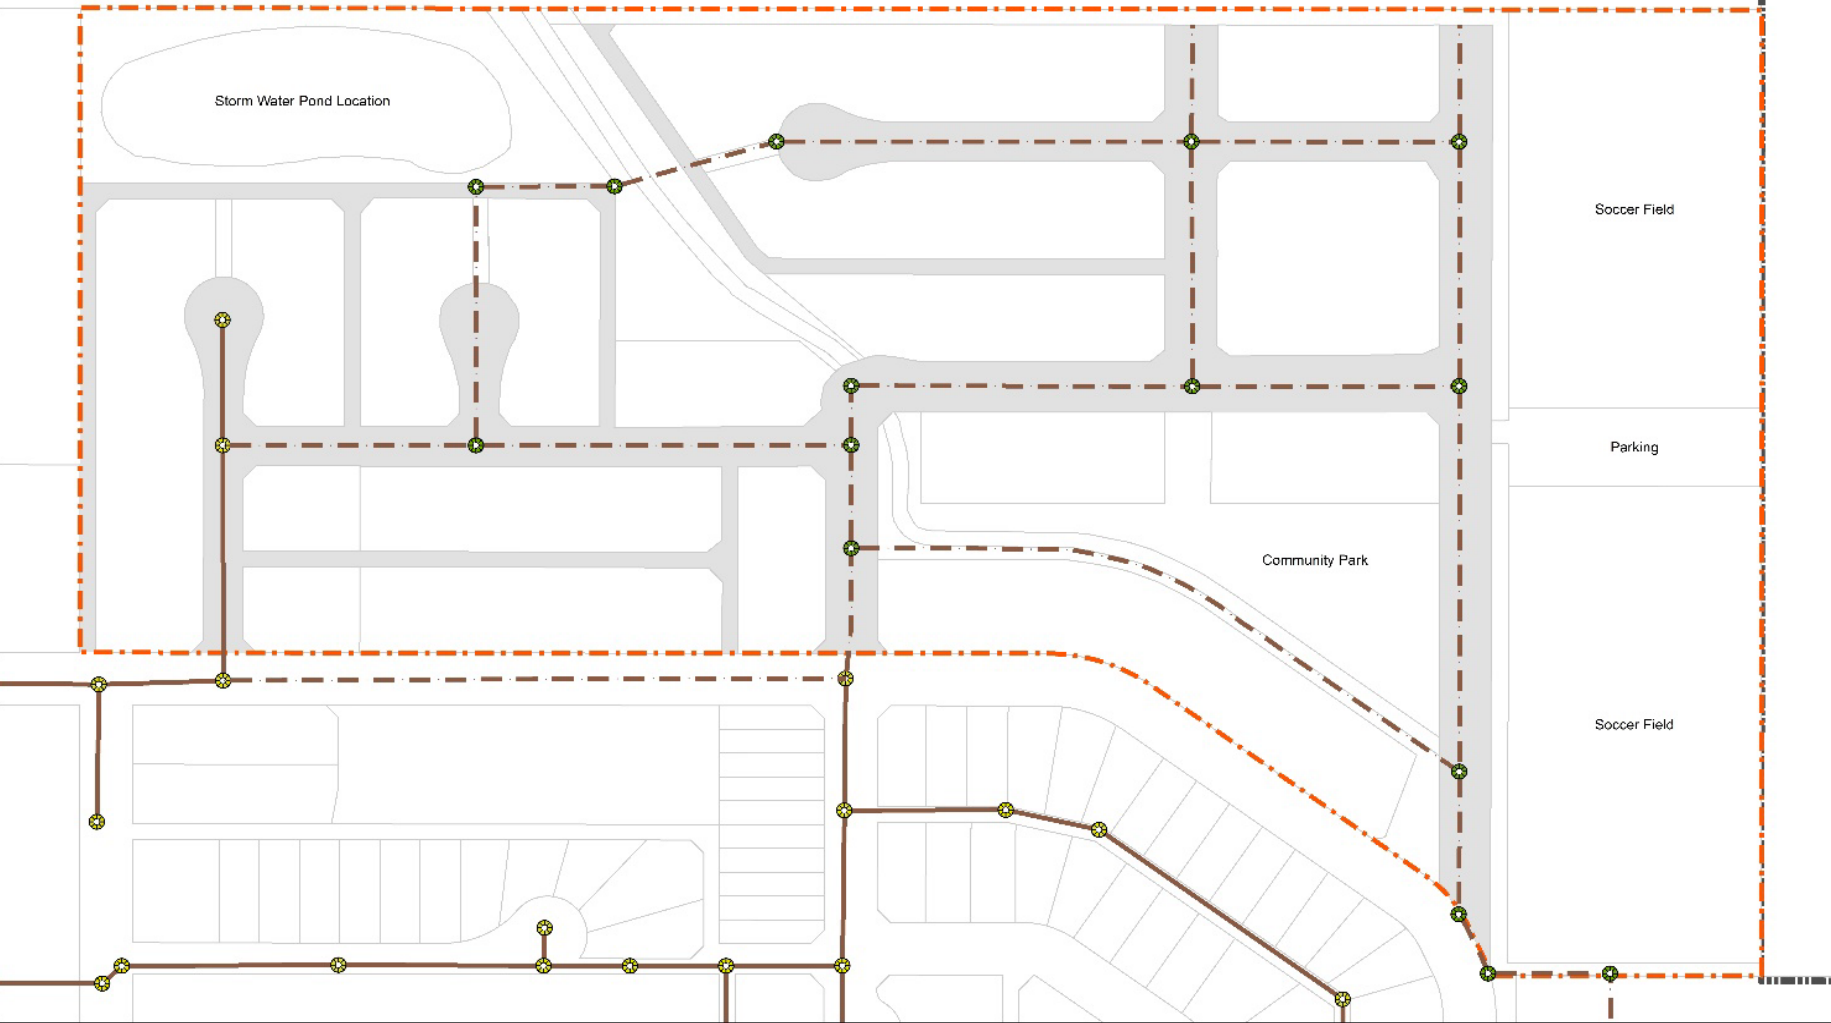 Storm Water Pond Location
Soccer Field
Parking
Community Park
Soccer Field